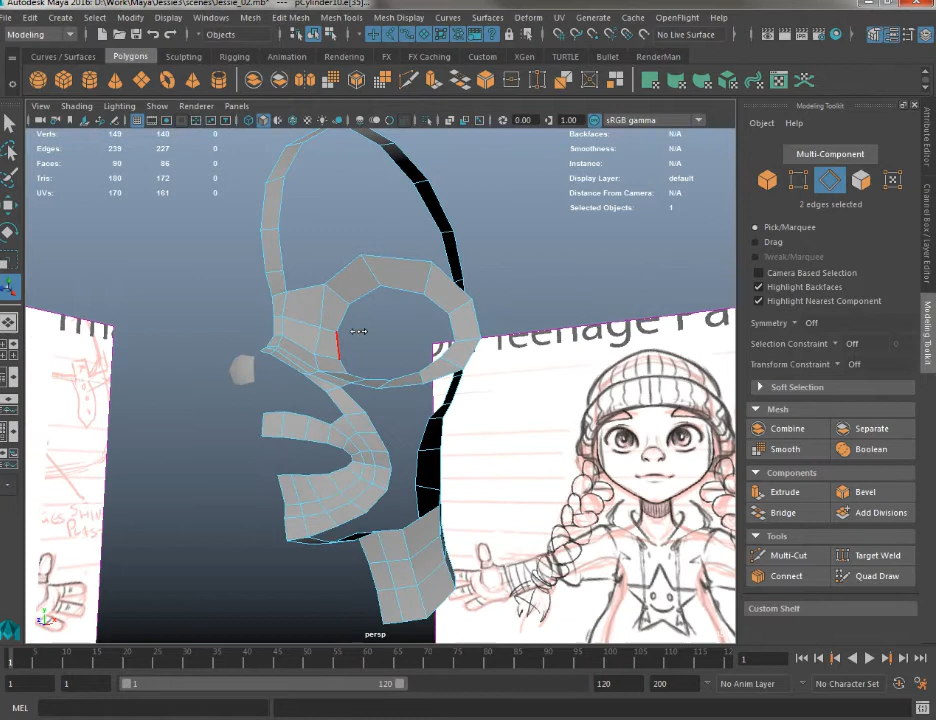 Autodesk Maya 2016: D:\Work\Maya\Jessie3\scenes\Jessie_02.mb* --- pCylinder10.e[35]...
File Edit Create Select Modify Display Windows Mesh Edit Mesh Mesh Tools Mesh Display Curves Surfaces Deform UV Generate Cache OpenFlight Help
Modeling Objects No Live Surface
Curves / Surfaces Polygons Sculpting Rigging Animation Rendering FX FX Caching Custom XGen TURTLE Bullet RenderMan
View Shading Lighting Show Renderer Panels
0.00 1.00 sRGB gamma
Verts: 149 140 0
Edges: 239 227 0
Faces: 90 86 0
Tris: 180 172 0
UVs: 170 161 0
Backfaces: N/A
Smoothness: N/A
Instance: N/A
Display Layer: default
Distance From Camera: N/A
Selected Objects: 1
Teenage Pa
persp
Modeling Toolkit
Object Help
Multi-Component
2 edges selected
Pick/Marquee
Drag
Tweak/Marquee
Camera Based Selection
Highlight Backfaces
Highlight Nearest Component
Symmetry Off
Selection Constraint Off
Transform Constraint Off
Soft Selection
Mesh
Combine Separate
Smooth Boolean
Components
Extrude Bevel
Bridge Add Divisions
Tools
Multi-Cut Target Weld
Connect Quad Draw
Custom Shelf
Attribute Editor
Channel Box / Layer Editor
Modeling Toolkit
5 10 15 20 25 30 35 40 45 50 55 60 65 70 75 80 85 90 95 100 105 110 115 12
1 1
1 1 1 120 120 200 No Anim Layer No Character Set
MEL